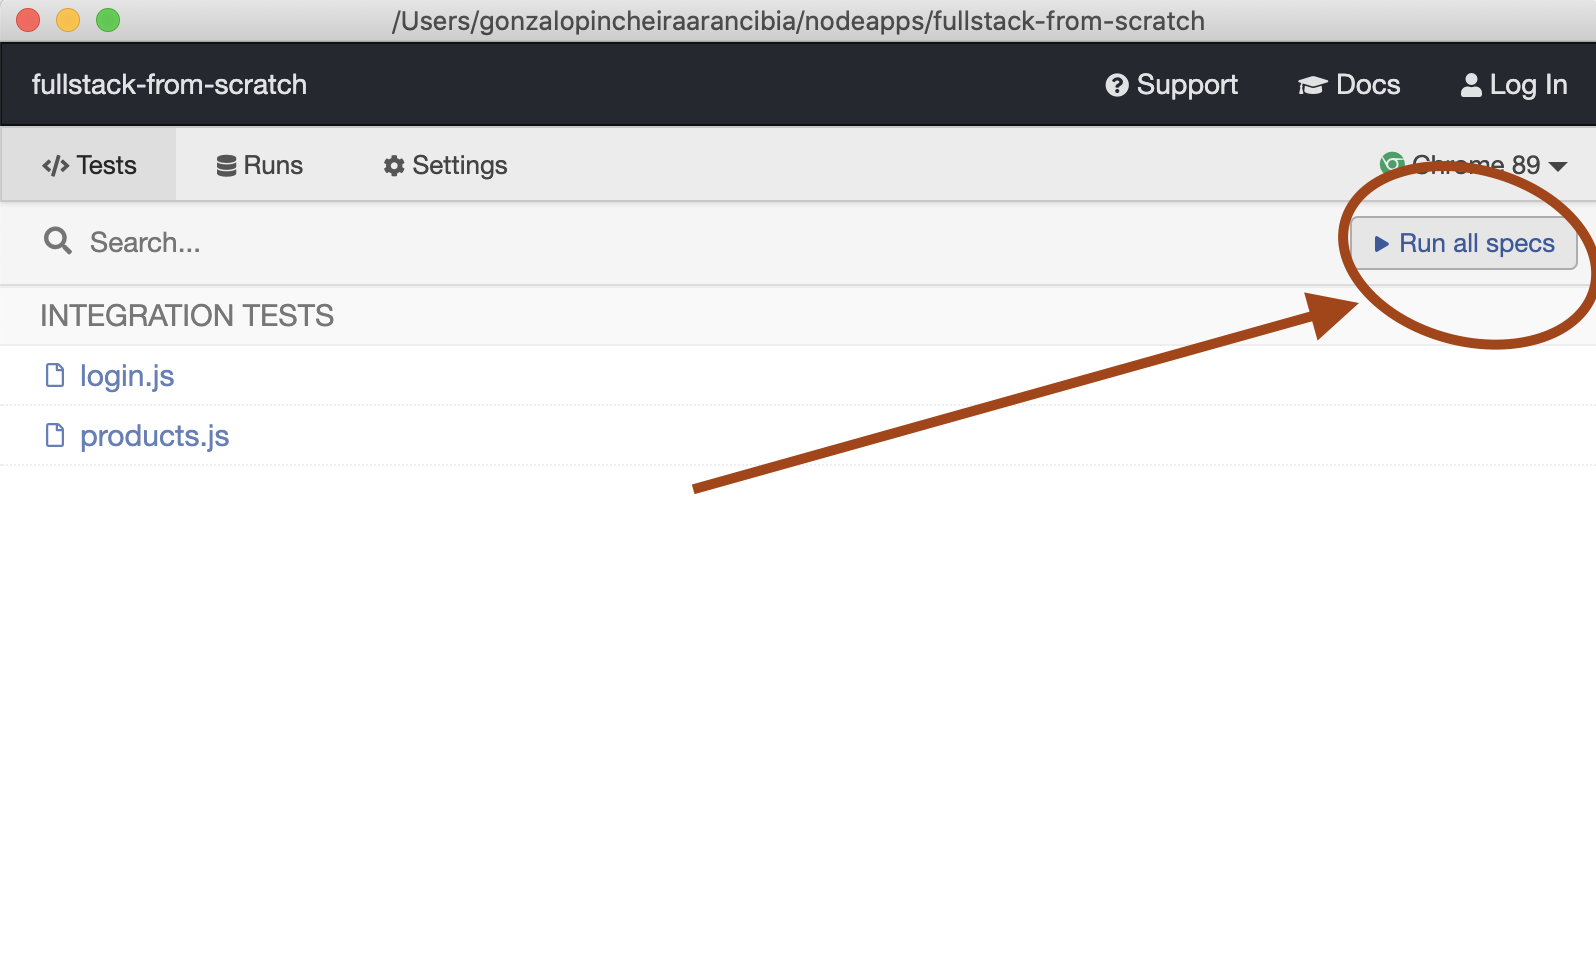 /Users/gonzalopincheiraarancibia/nodeapps/fullstack-from-scratch
fullstack-from-scratch Support Docs Log In
Tests Runs Settings Chrome 89
Search... Run all specs
INTEGRATION TESTS
login.js
products.js